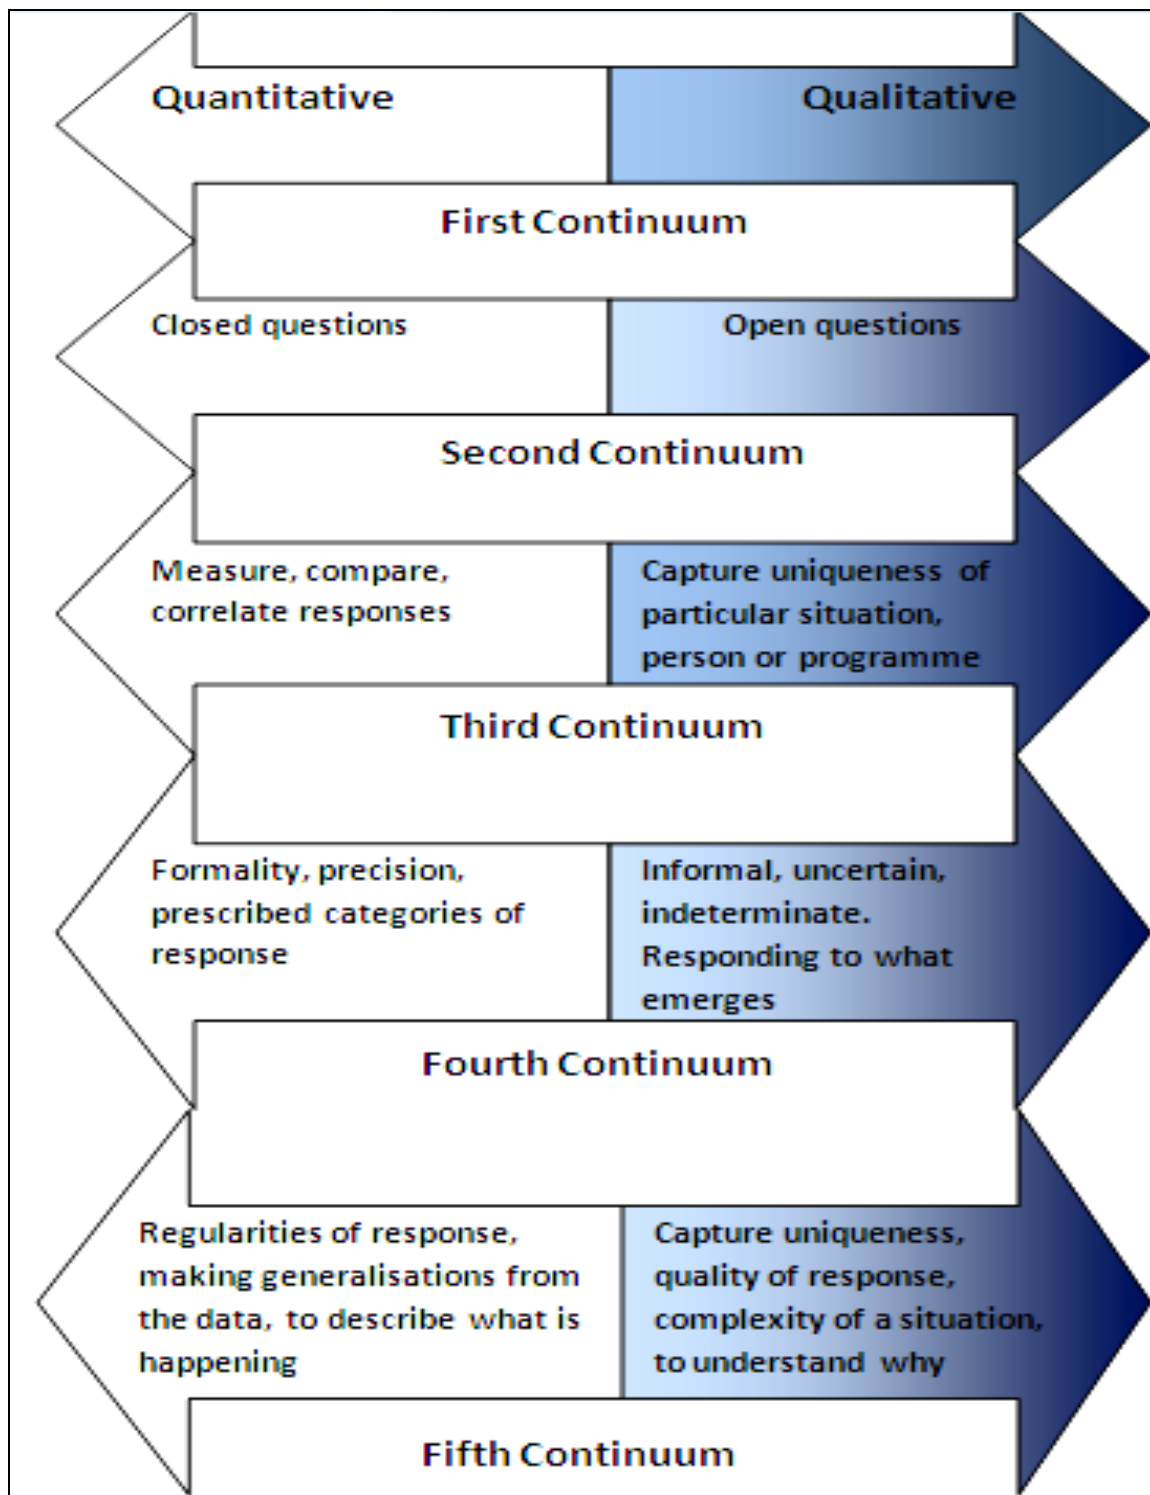 Quantitative
Qualitative
First Continuum
Closed questions
Open questions
Second Continuum
Measure, compare,
correlate responses
Capture uniqueness of
particular situation,
person or programme
Third Continuum
Formality, precision,
prescribed categories of
response
Informal, uncertain,
indeterminate.
Responding to what
emerges
Fourth Continuum
Regularities of response,
making generalisations from
the data, to describe what is
happening
Capture uniqueness,
quality of response,
complexity of a situation,
to understand why
Fifth Continuum